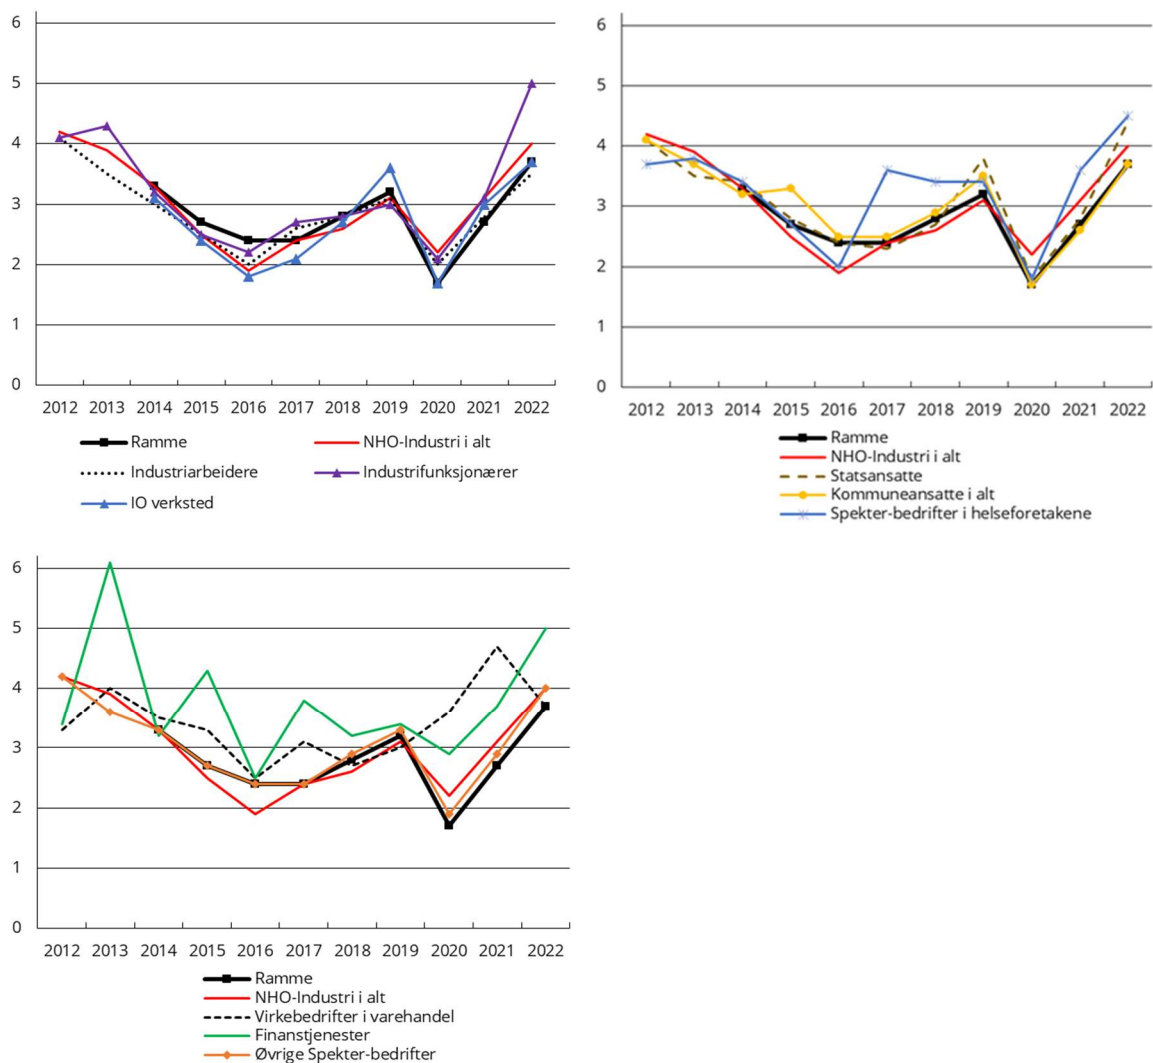 6
5
4
3
2
1
0
2012 2013 2014 2015 2016 2017 2018 2019 2020 2021 2022
Ramme NHO-Industri i alt
Industriarbeidere Industrifunksjonærer
IO verksted
6
5
4
3
2
1
0
2012 2013 2014 2015 2016 2017 2018 2019 2020 2021 2022
Ramme
NHO-Industri i alt
Statsansatte
Kommuneansatte i alt
Spekter-bedrifter i helseforetakene
6
5
4
3
2
1
0
2012 2013 2014 2015 2016 2017 2018 2019 2020 2021 2022
Ramme
NHO-Industri i alt
Virkebedrifter i varehandel
Finanstjenester
Øvrige Spekter-bedrifter